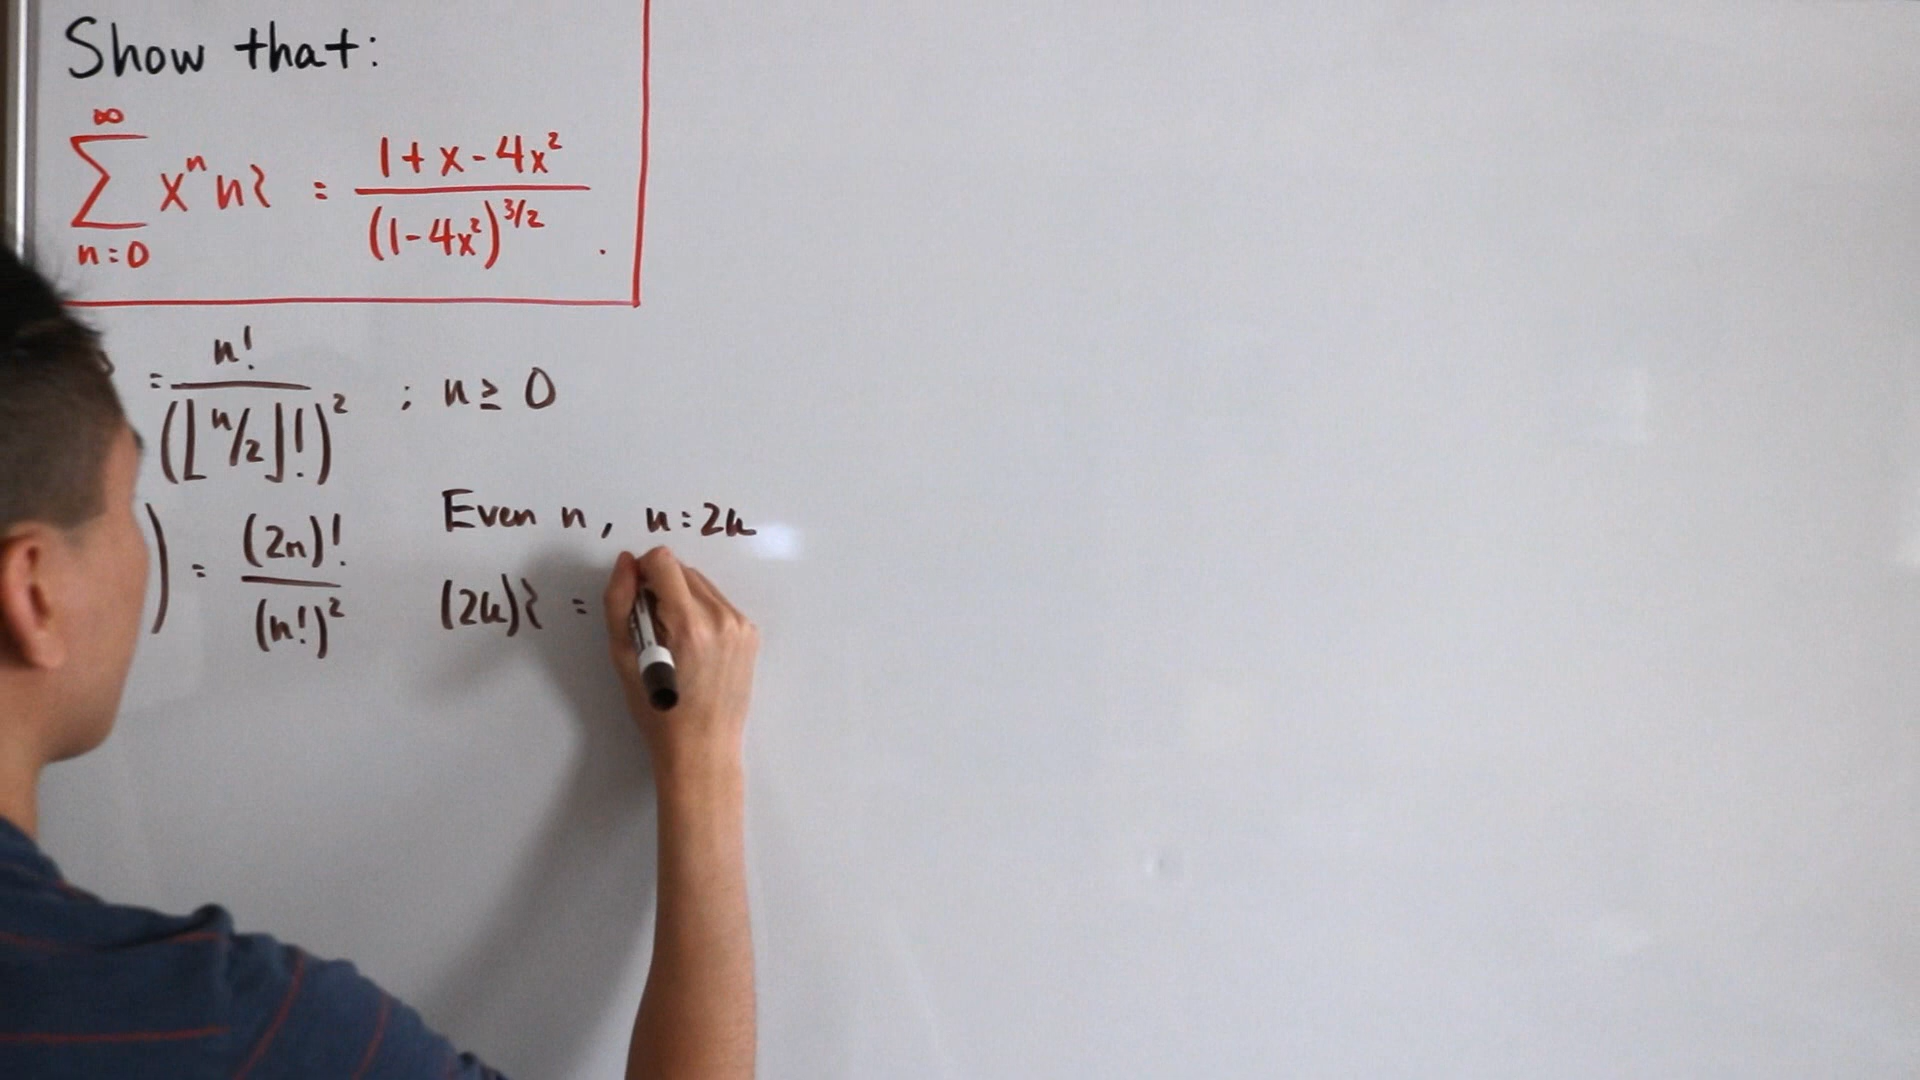 Show that:
∞
∑ xⁿ n≀ = (1 + x - 4x²) / (1 - 4x²)^(3/2) .
n=0
= n! / (⌊n/2⌋!)² ; n ≥ 0
) = (2n)! / (n!)²
Even n, n=2k
(2k)≀ =